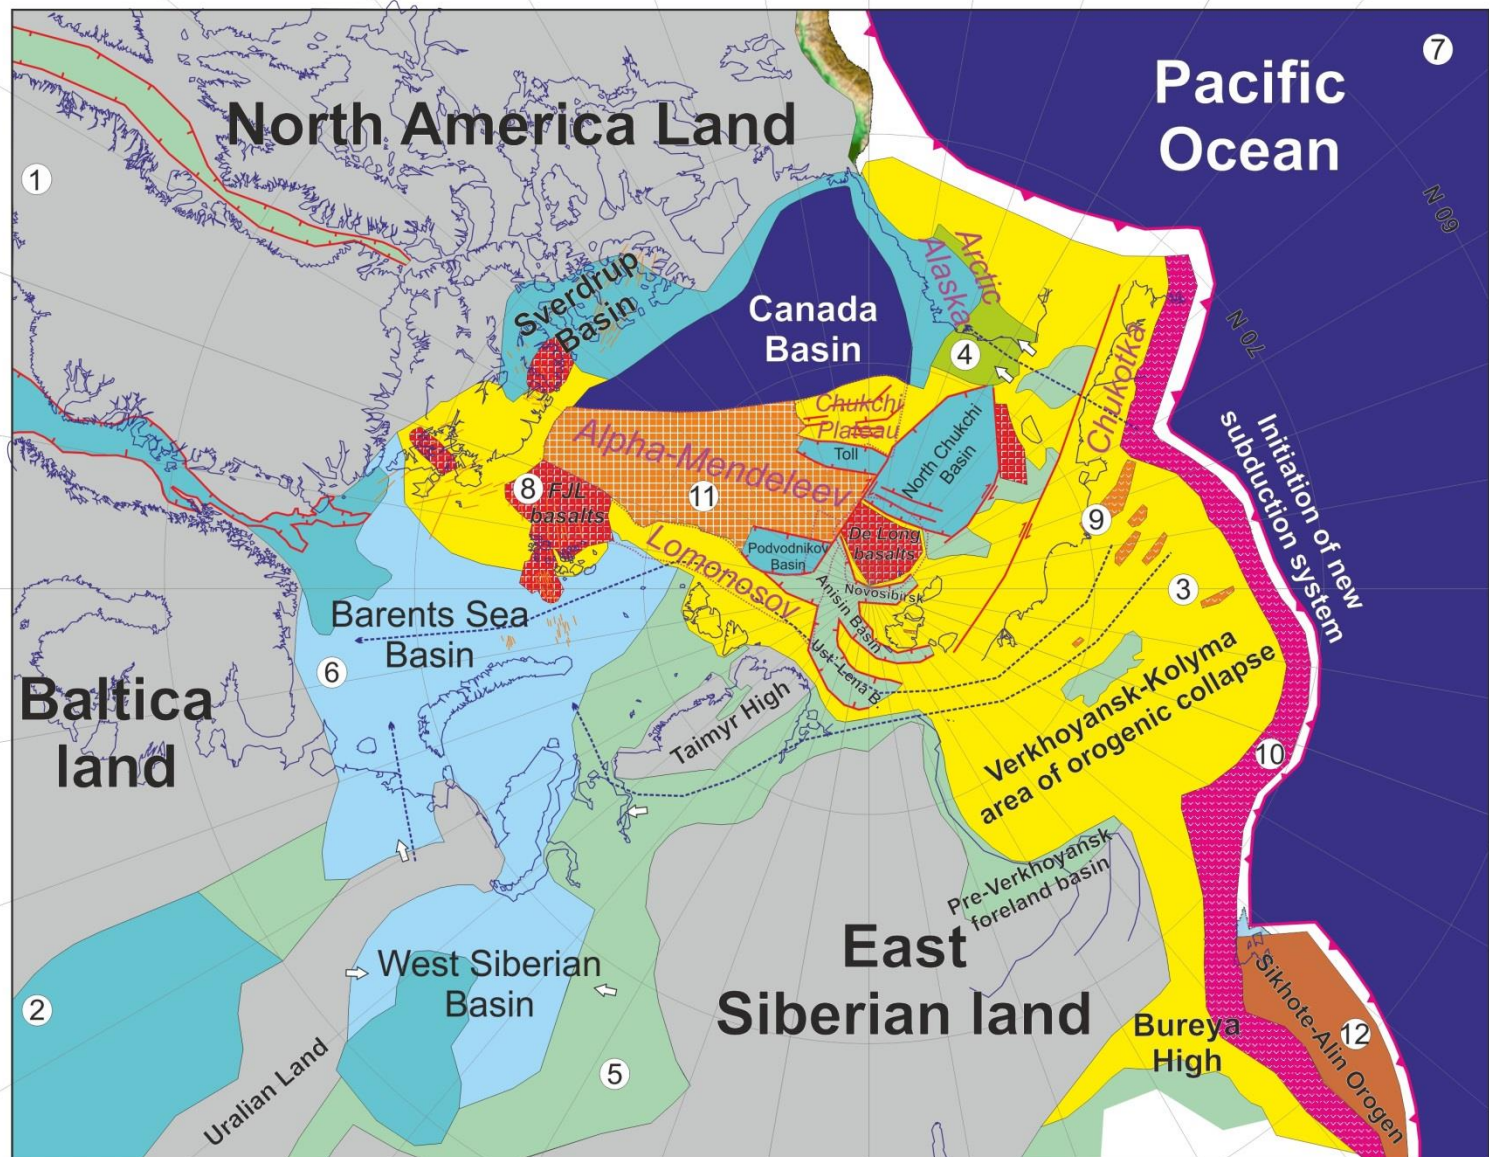 7
Pacific
Ocean
North America Land
1
60 N
Sverdrup
Basin
Arctic
Alaska
Canada
Basin
70 N
4
Chukotka
Chukchi
Plateau
Toll
North Chukchi
Basin
Initiation of new
subduction system
Alpha-Mendeleev
8
11
FJL
basalts
9
De Long
basalts
Lomonosov
Podvodnikov
Basin
Novosibirsk
Anisin Basin
Ust' Lena B.
3
Barents Sea
Basin
6
Baltica
land
Taimyr High
Verkhoyansk-Kolyma
area of orogenic collapse
10
Pre-Verkhoyansk
foreland basin
East
Siberian land
West Siberian
Basin
2
5
Uralian Land
Bureya
High
Sikhote-Alin Orogen
12